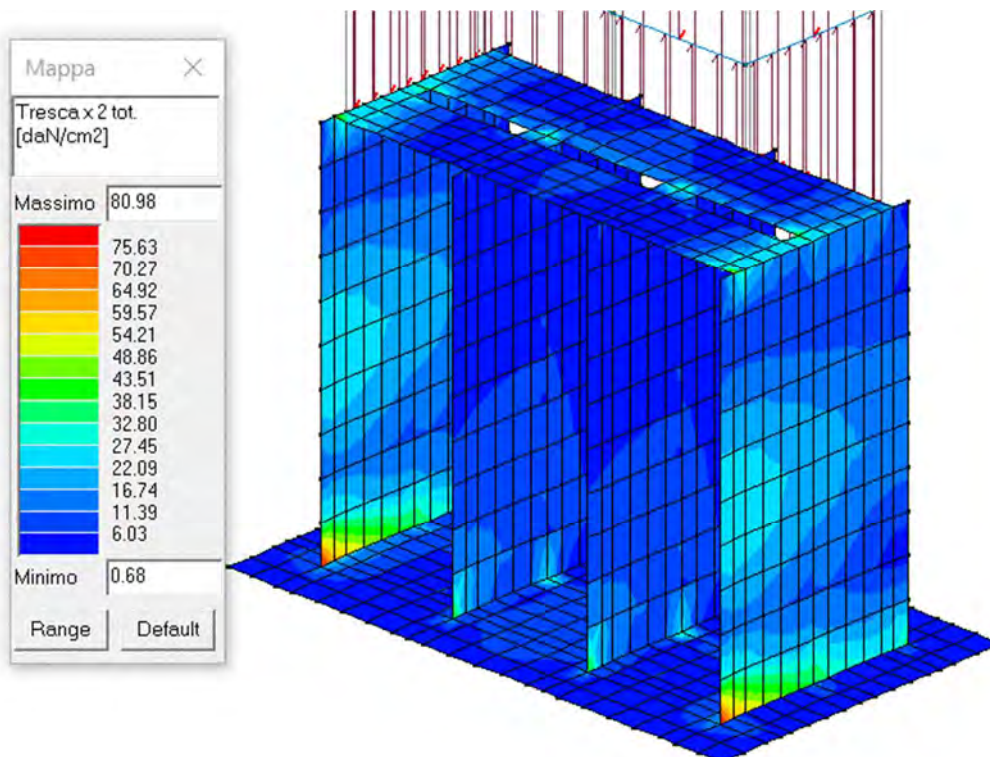 Mappa
Tresca x 2 tot.
[daN/cm2]
Massimo 80.98
75.63
70.27
64.92
59.57
54.21
48.86
43.51
38.15
32.80
27.45
22.09
16.74
11.39
6.03
Minimo 0.68
Range Default